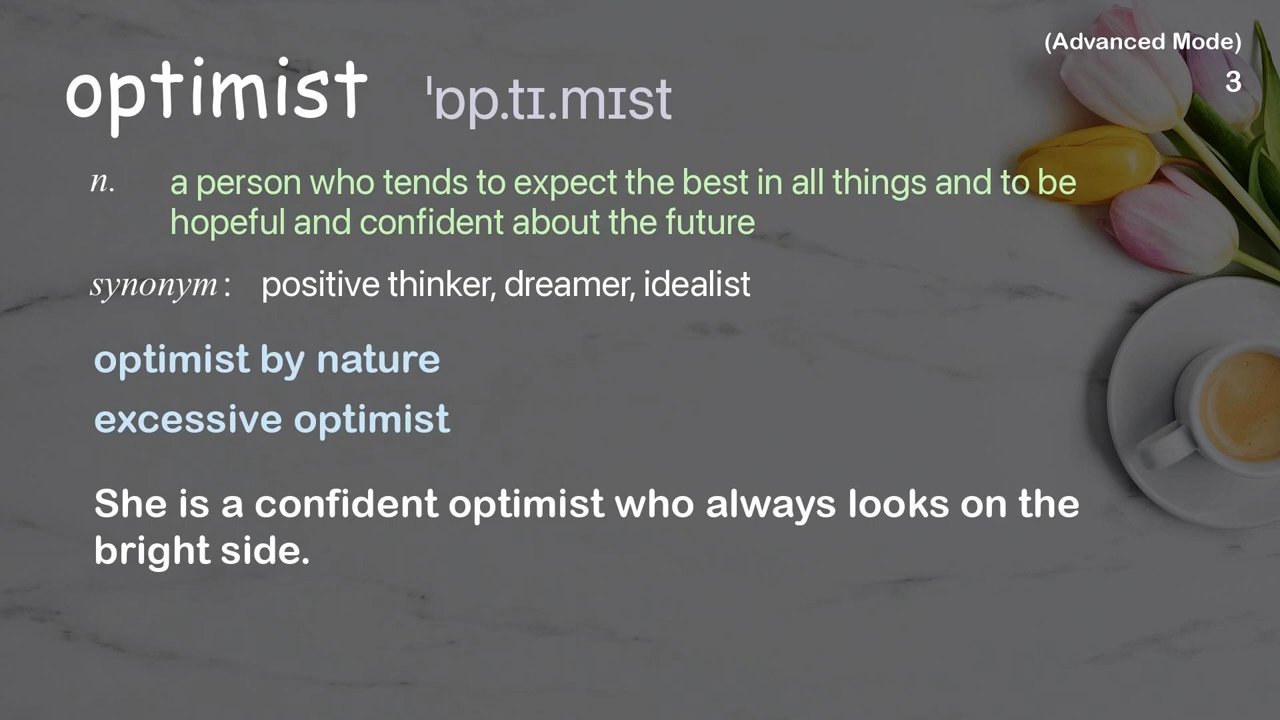 (Advanced Mode)
3
optimist ˈɒp.tɪ.mɪst
n. a person who tends to expect the best in all things and to be
hopeful and confident about the future
synonym: positive thinker, dreamer, idealist
optimist by nature
excessive optimist
She is a confident optimist who always looks on the
bright side.